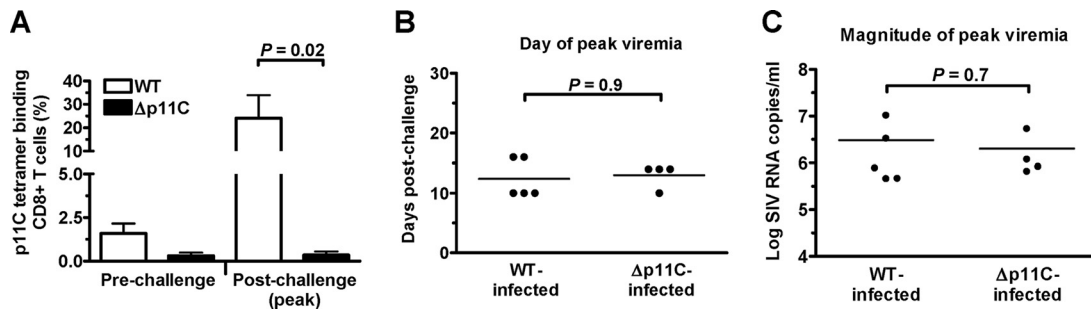 A
p11C tetramer binding
CD8+ T cells (%)
P = 0.02
WT
Δp11C
40
30
20
10
5.0
2.5
0.0
Pre-challenge
Post-challenge
(peak)
B
Day of peak viremia
Days post-challenge
P = 0.9
30
20
10
0
WT-
infected
Δp11C-
infected
C
Magnitude of peak viremia
Log SIV RNA copies/ml
P = 0.7
8
7
6
5
4
WT-
infected
Δp11C-
infected